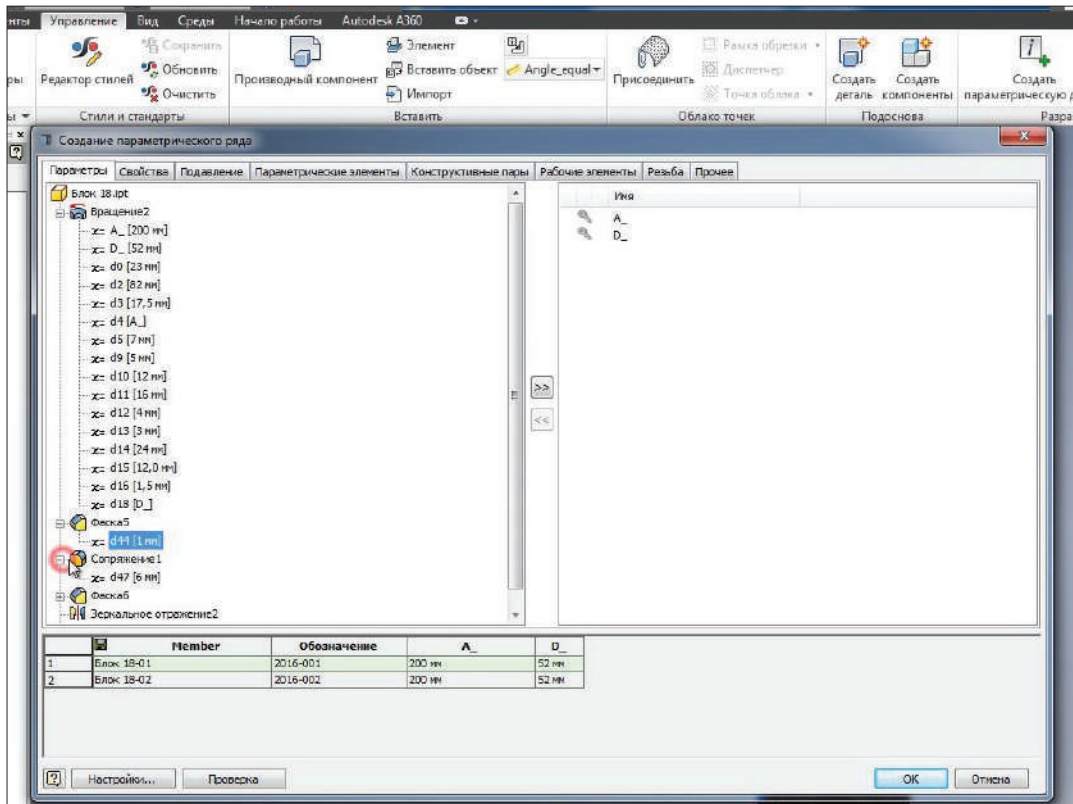 нты Управление Вид Среды Начало работы Autodesk A360
Сохранить
Обновить
Очистить
Редактор стилей
Производный компонент
Элемент
Вставить объект
Импорт
Angle_equal
Присоединить
Рамка обрезки
Диспетчер
Точка облака
Создать деталь
Создать компоненты
Создать параметрическую д
ры
Стили и стандарты Вставить Облако точек Подоснова Разра
Создание параметрического ряда
Параметры Свойства Подавление Параметрические элементы Конструктивные пары Рабочие элементы Резьба Прочее
Блок 18.ipt
Вращение2
x= A_ [200 мм]
x= D_ [52 мм]
x= d0 [23 мм]
x= d2 [82 мм]
x= d3 [17,5 мм]
x= d4 [A_]
x= d5 [7 мм]
x= d9 [5 мм]
x= d10 [12 мм]
x= d11 [16 мм]
x= d12 [4 мм]
x= d13 [3 мм]
x= d14 [24 мм]
x= d15 [12,0 мм]
x= d16 [1,5 мм]
x= d18 [D_]
Фаска5
x= d44 [1 мм]
Сопряжение1
x= d47 [6 мм]
Фаска6
Зеркальное отражение2
>>
<<
Имя
A_
D_
Member Обозначение A_ D_
1 Блок 18-01 2016-001 200 мм 52 мм
2 Блок 18-02 2016-002 200 мм 52 мм
Настройки... Проверка OK Отмена